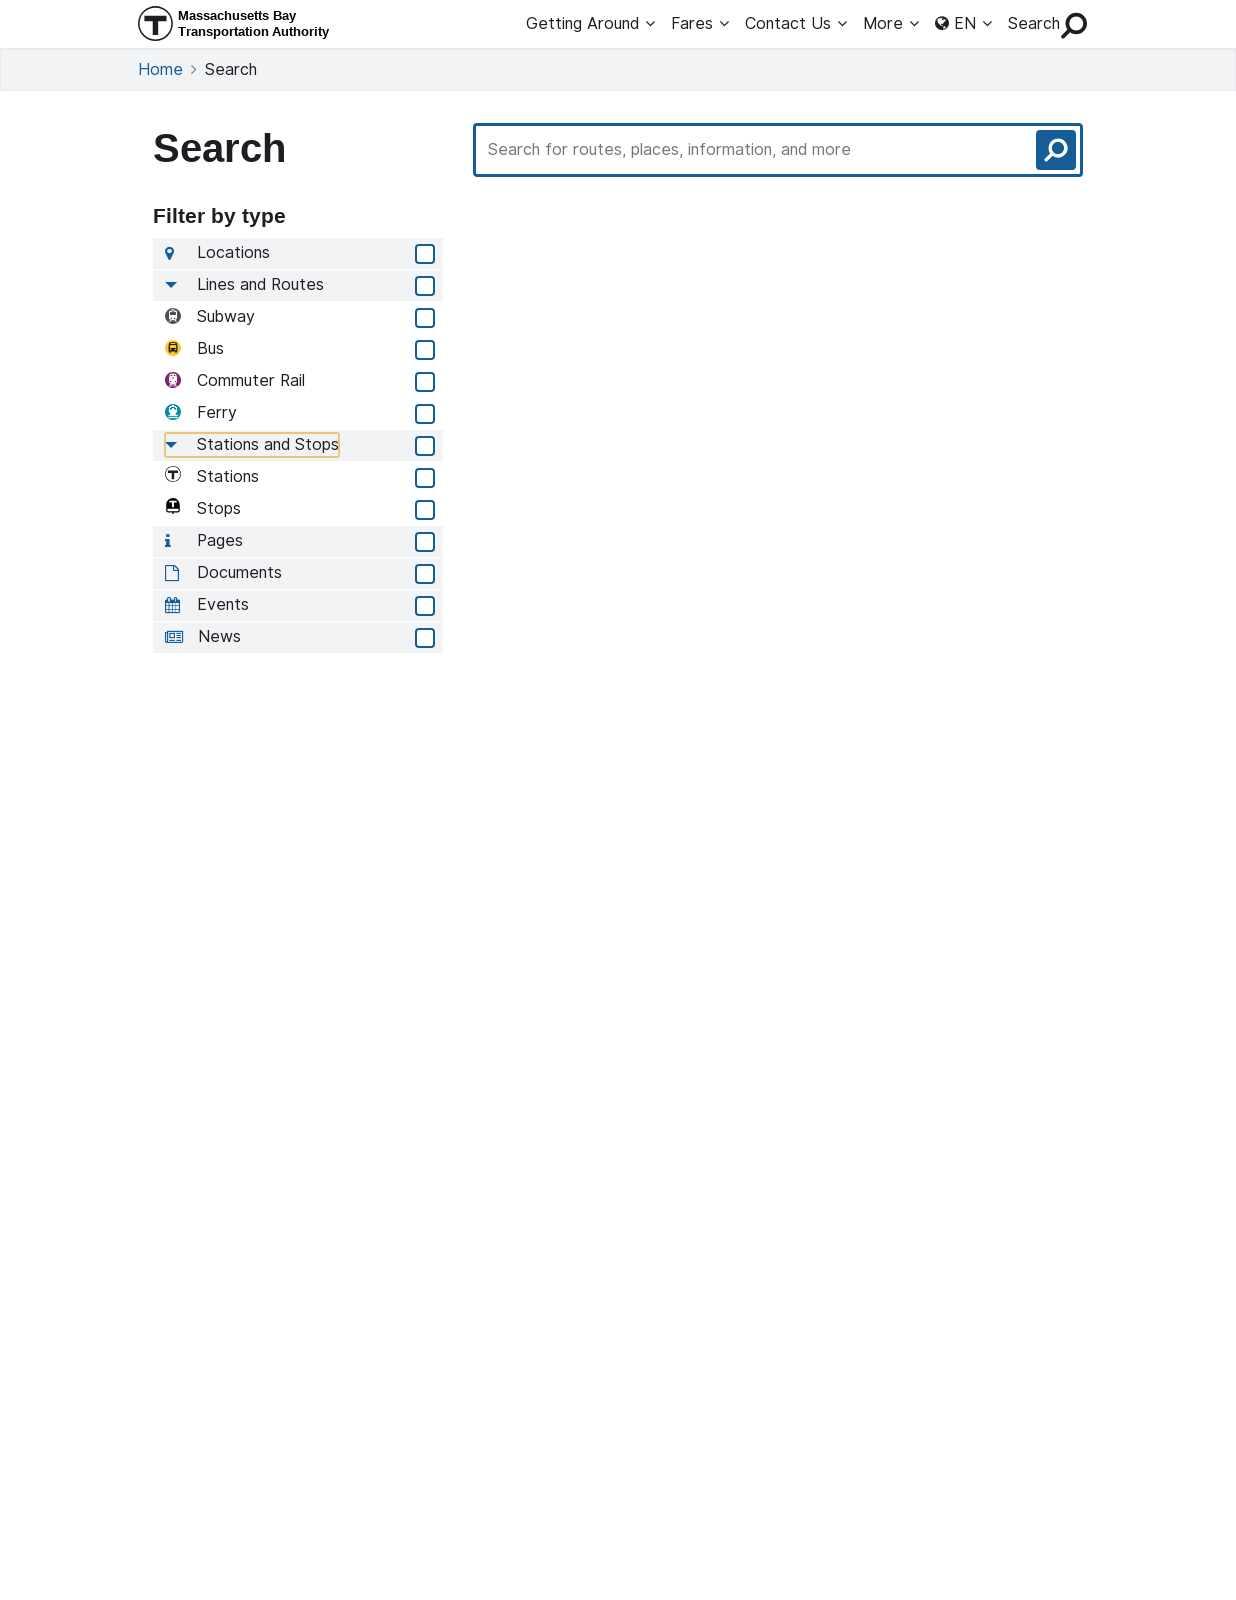 Massachusetts Bay
Transportation Authority
Getting Around Fares Contact Us More EN Search
Home Search
Search
Search for routes, places, information, and more
Filter by type
Locations
Lines and Routes
Subway
Bus
Commuter Rail
Ferry
Stations and Stops
Stations
Stops
Pages
Documents
Events
News